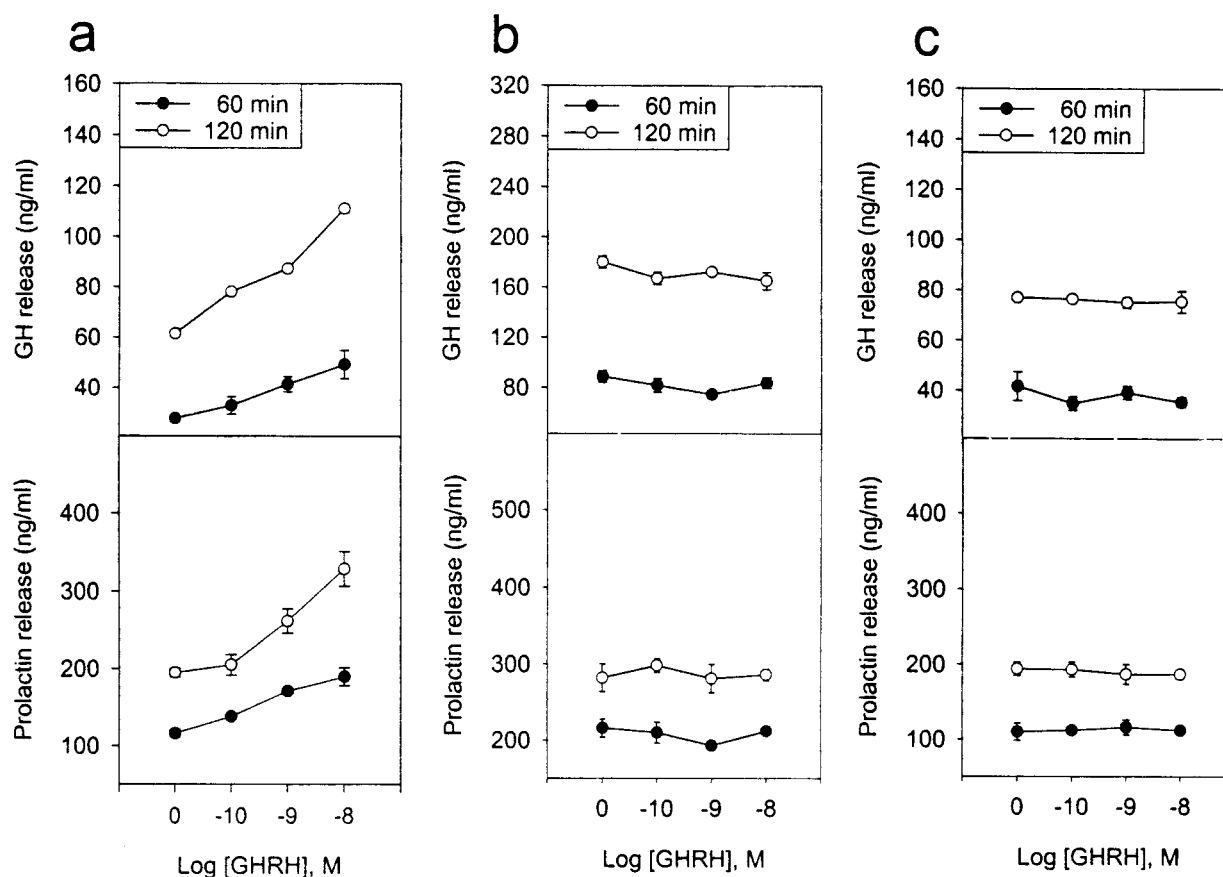 a
160
140
120
100
80
60
40
GH release (ng/ml)
60 min
120 min
400
300
200
100
Prolactin release (ng/ml)
0 -10 -9 -8
Log [GHRH], M
b
320
280
240
200
160
120
80
GH release (ng/ml)
60 min
120 min
500
400
300
200
Prolactin release (ng/ml)
0 -10 -9 -8
Log [GHRH], M
c
160
140
120
100
80
60
40
GH release (ng/ml)
60 min
120 min
400
300
200
100
Prolactin release (ng/ml)
0 -10 -9 -8
Log [GHRH], M